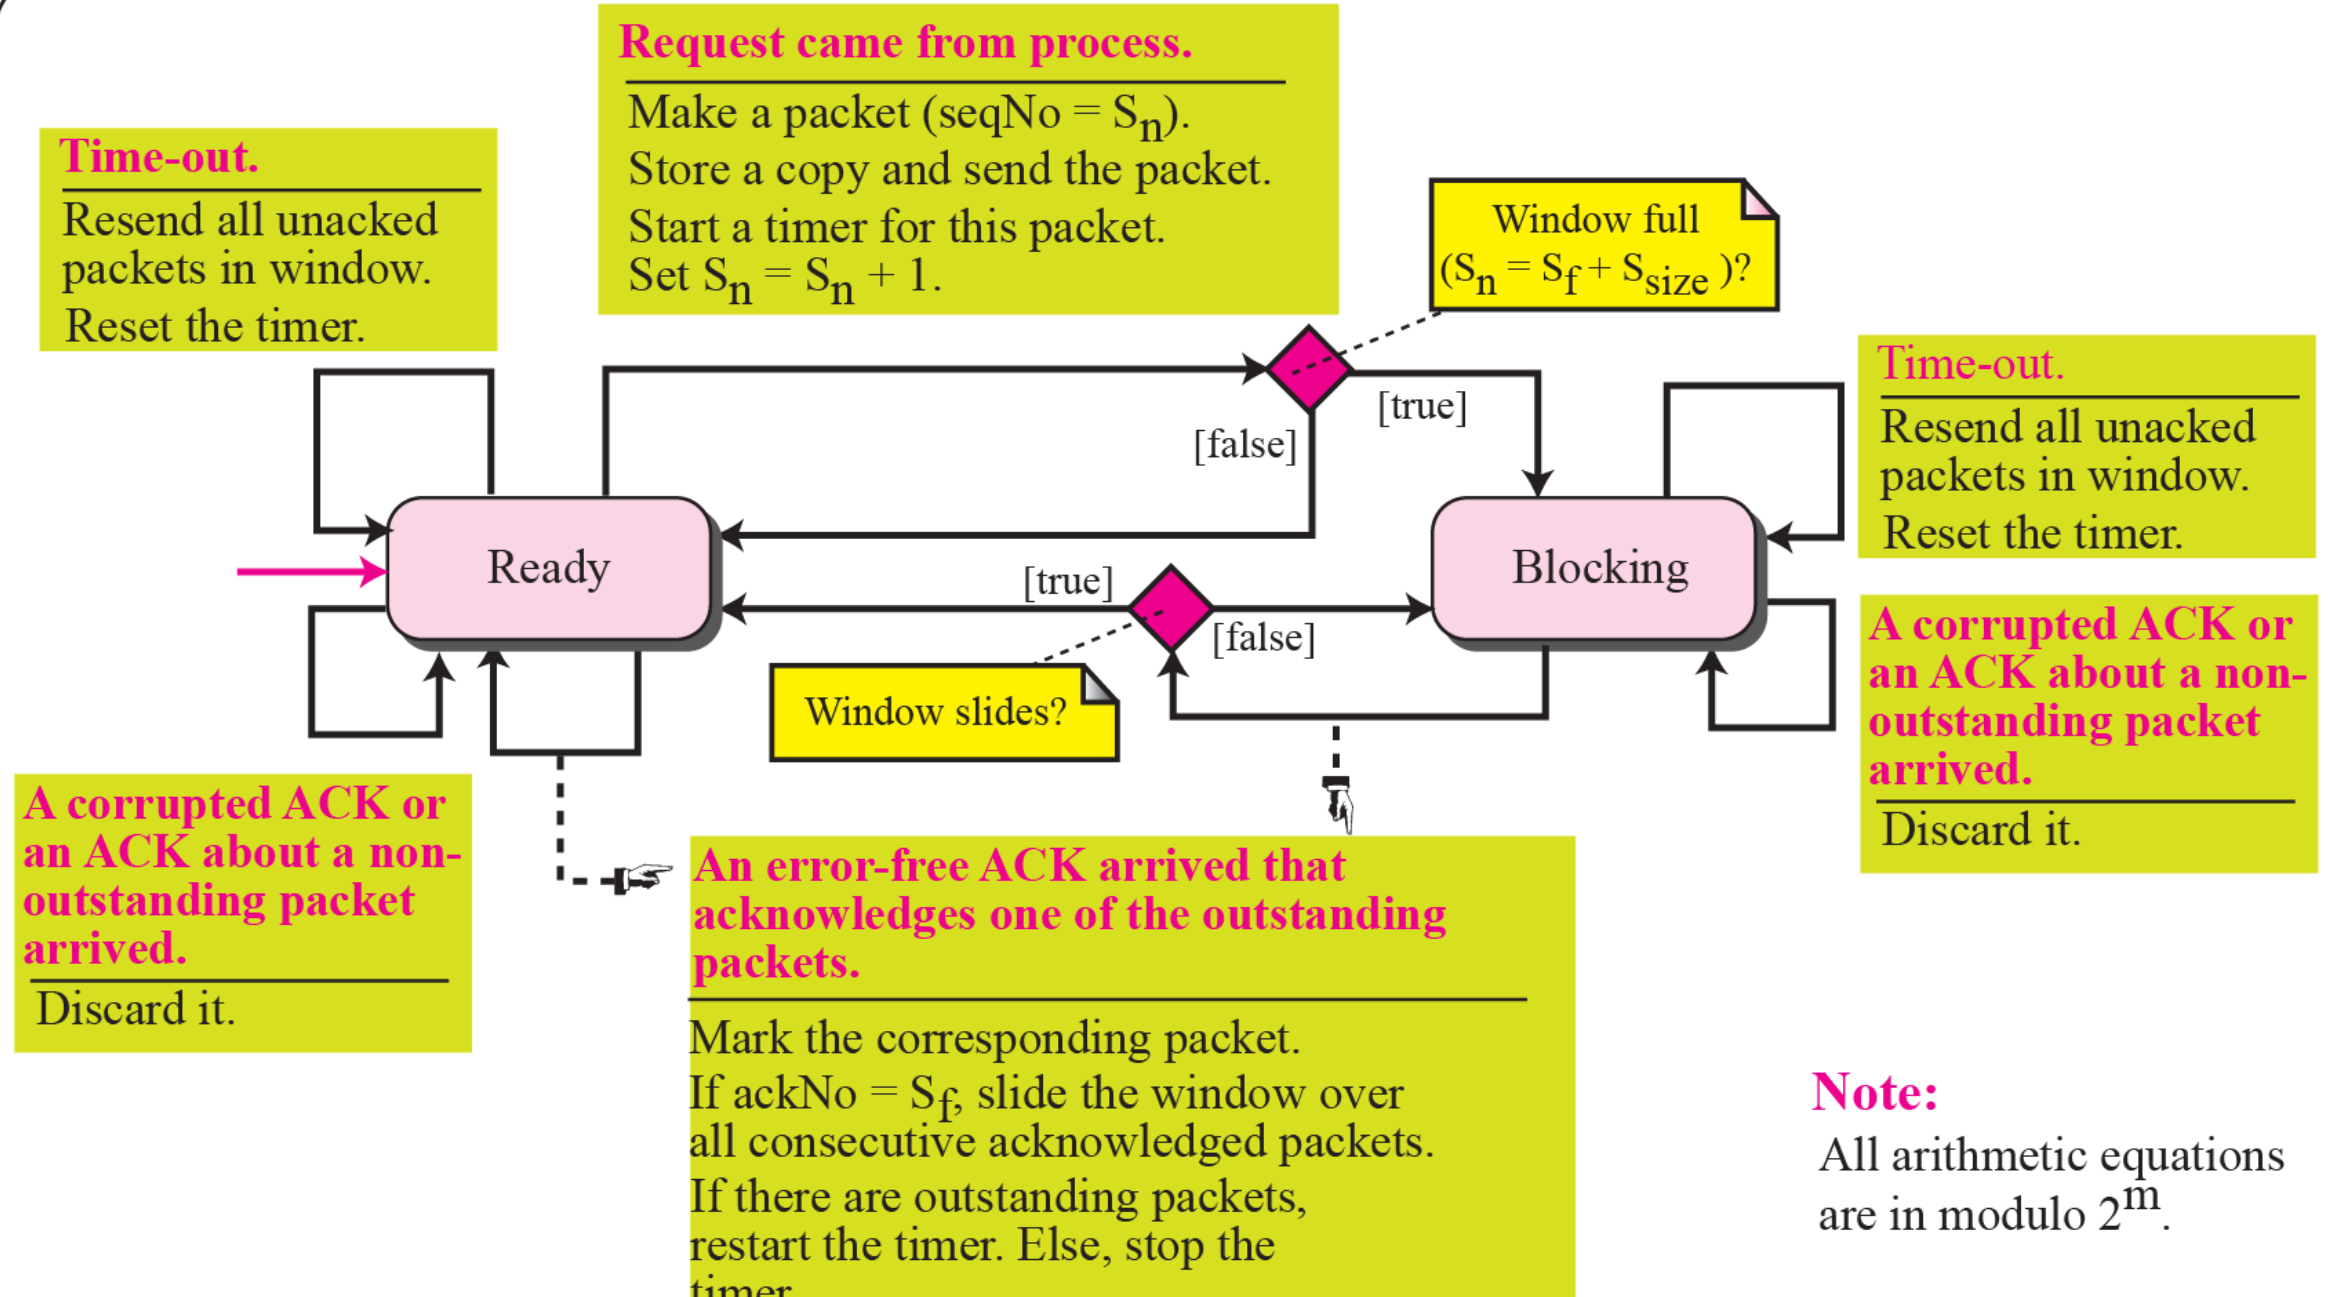 Request came from process.
Make a packet (seqNo = Sn).
Store a copy and send the packet.
Start a timer for this packet.
Set Sn = Sn + 1.
Time-out.
Resend all unacked
packets in window.
Reset the timer.
Window full
(Sn = Sf + Ssize )?
[true]
[false]
Time-out.
Resend all unacked
packets in window.
Reset the timer.
Ready
Blocking
[true]
[false]
Window slides?
A corrupted ACK or
an ACK about a non-
outstanding packet
arrived.
Discard it.
A corrupted ACK or
an ACK about a non-
outstanding packet
arrived.
Discard it.
An error-free ACK arrived that
acknowledges one of the outstanding
packets.
Mark the corresponding packet.
If ackNo = Sf, slide the window over
all consecutive acknowledged packets.
If there are outstanding packets,
restart the timer. Else, stop the
timer
Note:
All arithmetic equations
are in modulo 2^m.